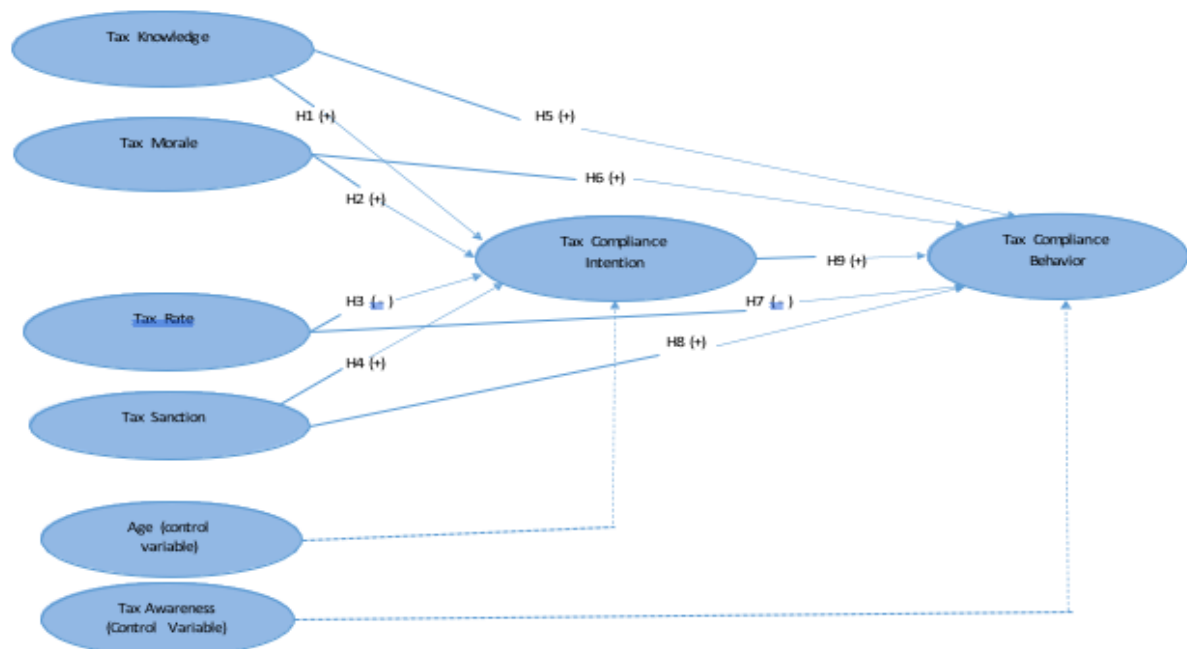 Tax Knowledge
H1 (+)
H5 (+)
Tax Morale
H2 (+)
H6 (+)
Tax Compliance
Intention
Tax Compliance
Behavior
H9 (+)
H3 ( )
H7 ( )
Tax Rate
H8 (+)
H4 (+)
Tax Sanction
Age (control
variable)
Tax Awareness
(Control Variable)